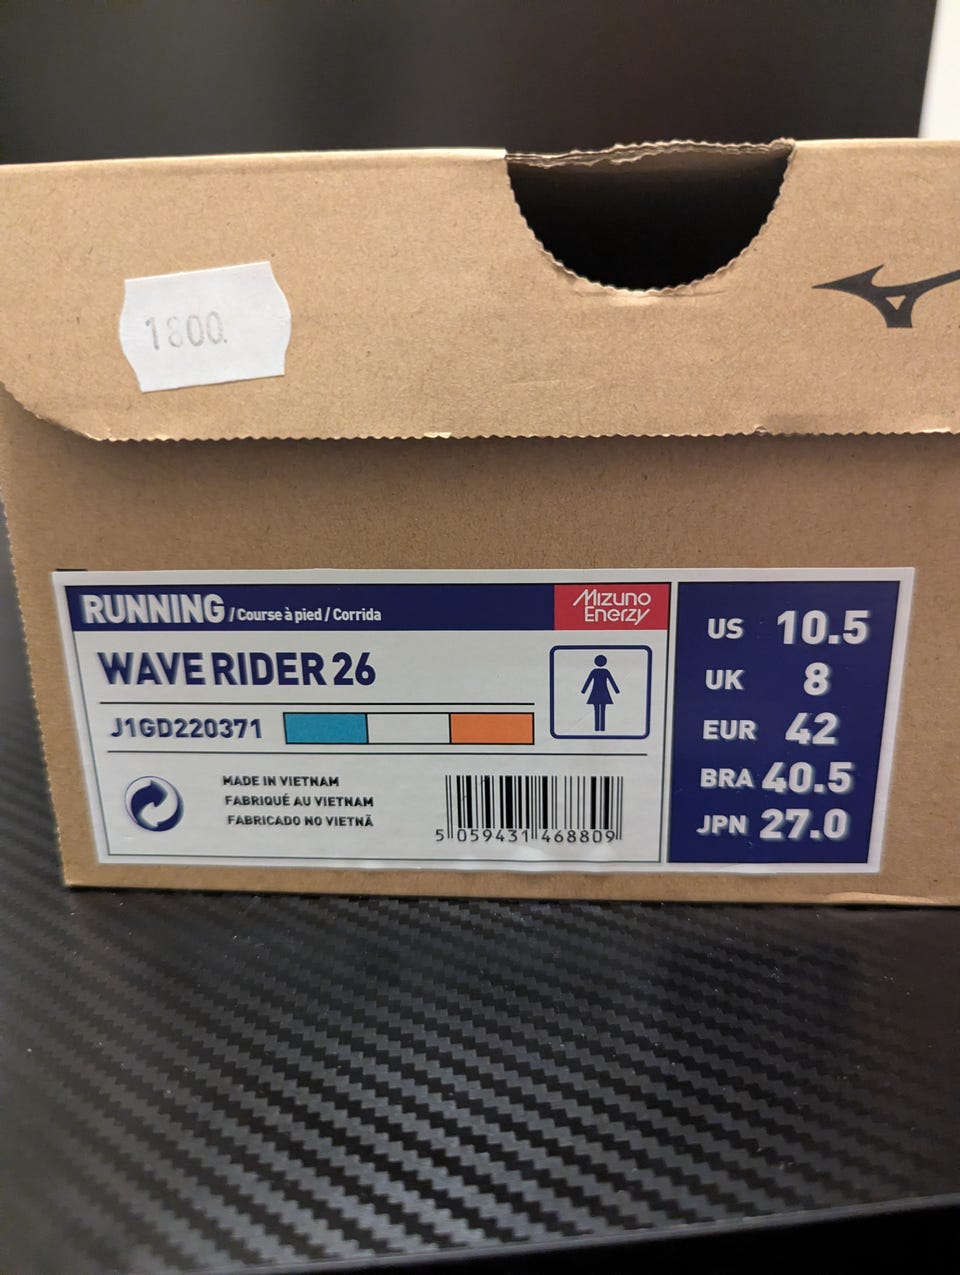 1800.
RUNNING / Course à pied / Corrida
Mizuno
Enerzy
WAVE RIDER 26
J1GD220371
MADE IN VIETNAM
FABRIQUÉ AU VIETNAM
FABRICADO NO VIETNÃ
5 059431 468809
US 10.5
UK 8
EUR 42
BRA 40.5
JPN 27.0